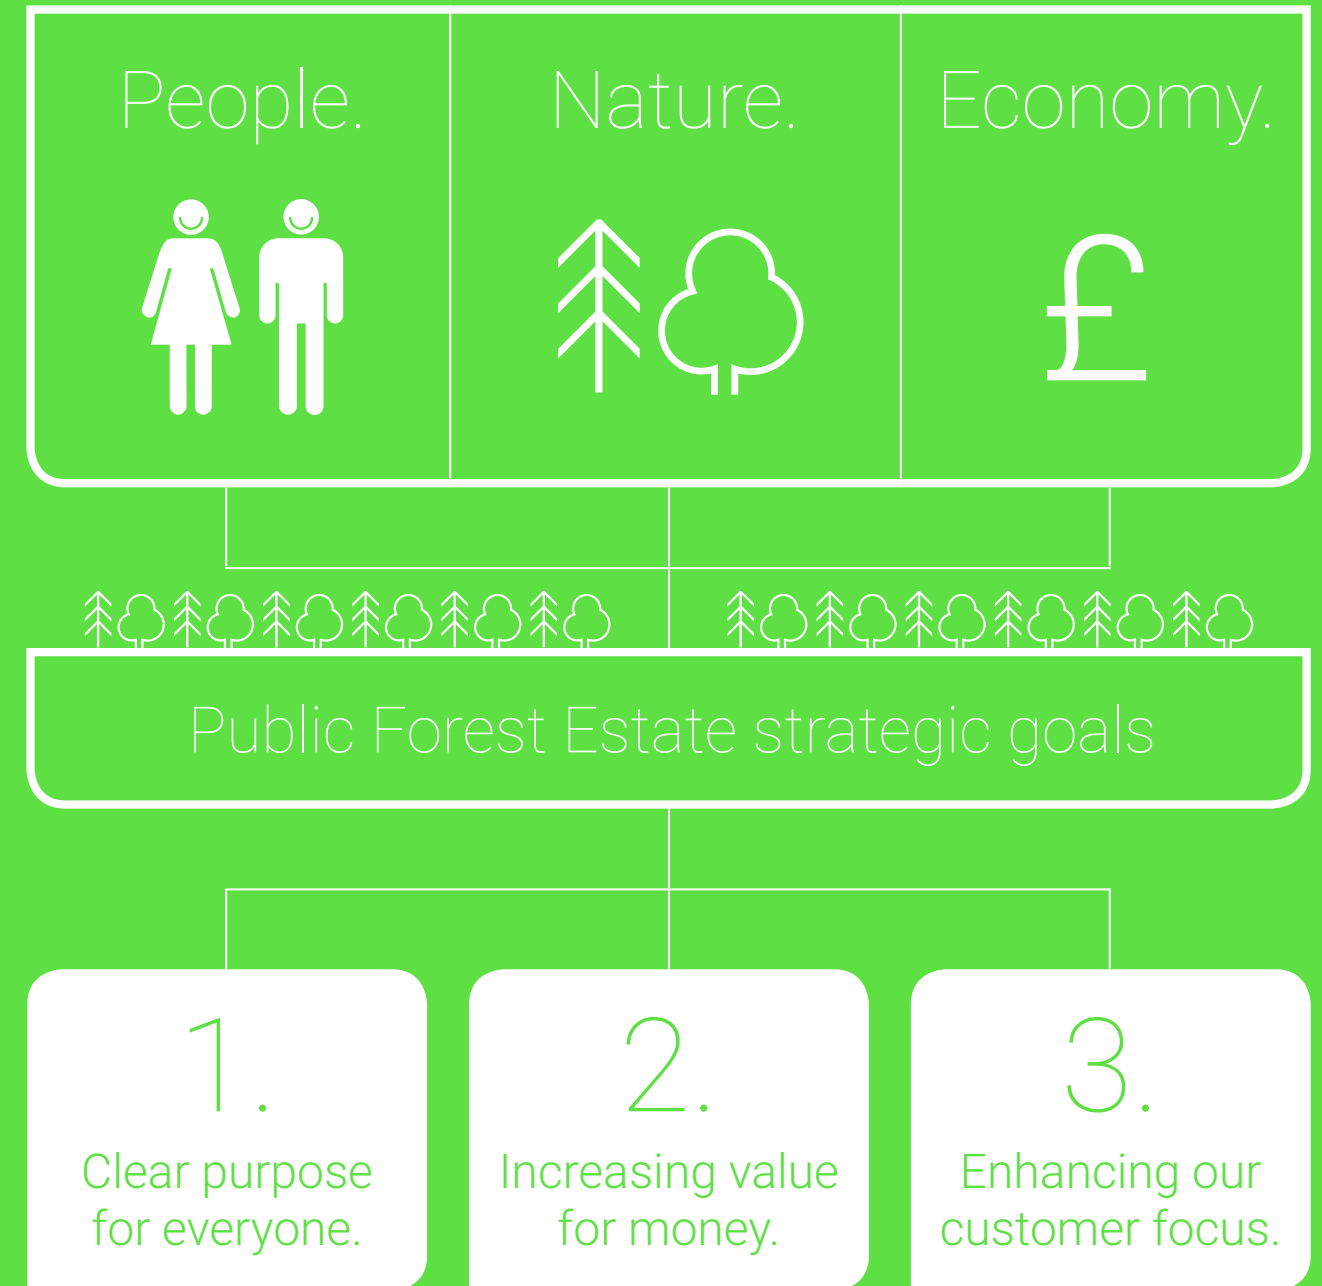 People.
Nature.
Economy.
£
Public Forest Estate strategic goals
1.
Clear purpose
for everyone.
2.
Increasing value
for money.
3.
Enhancing our
customer focus.